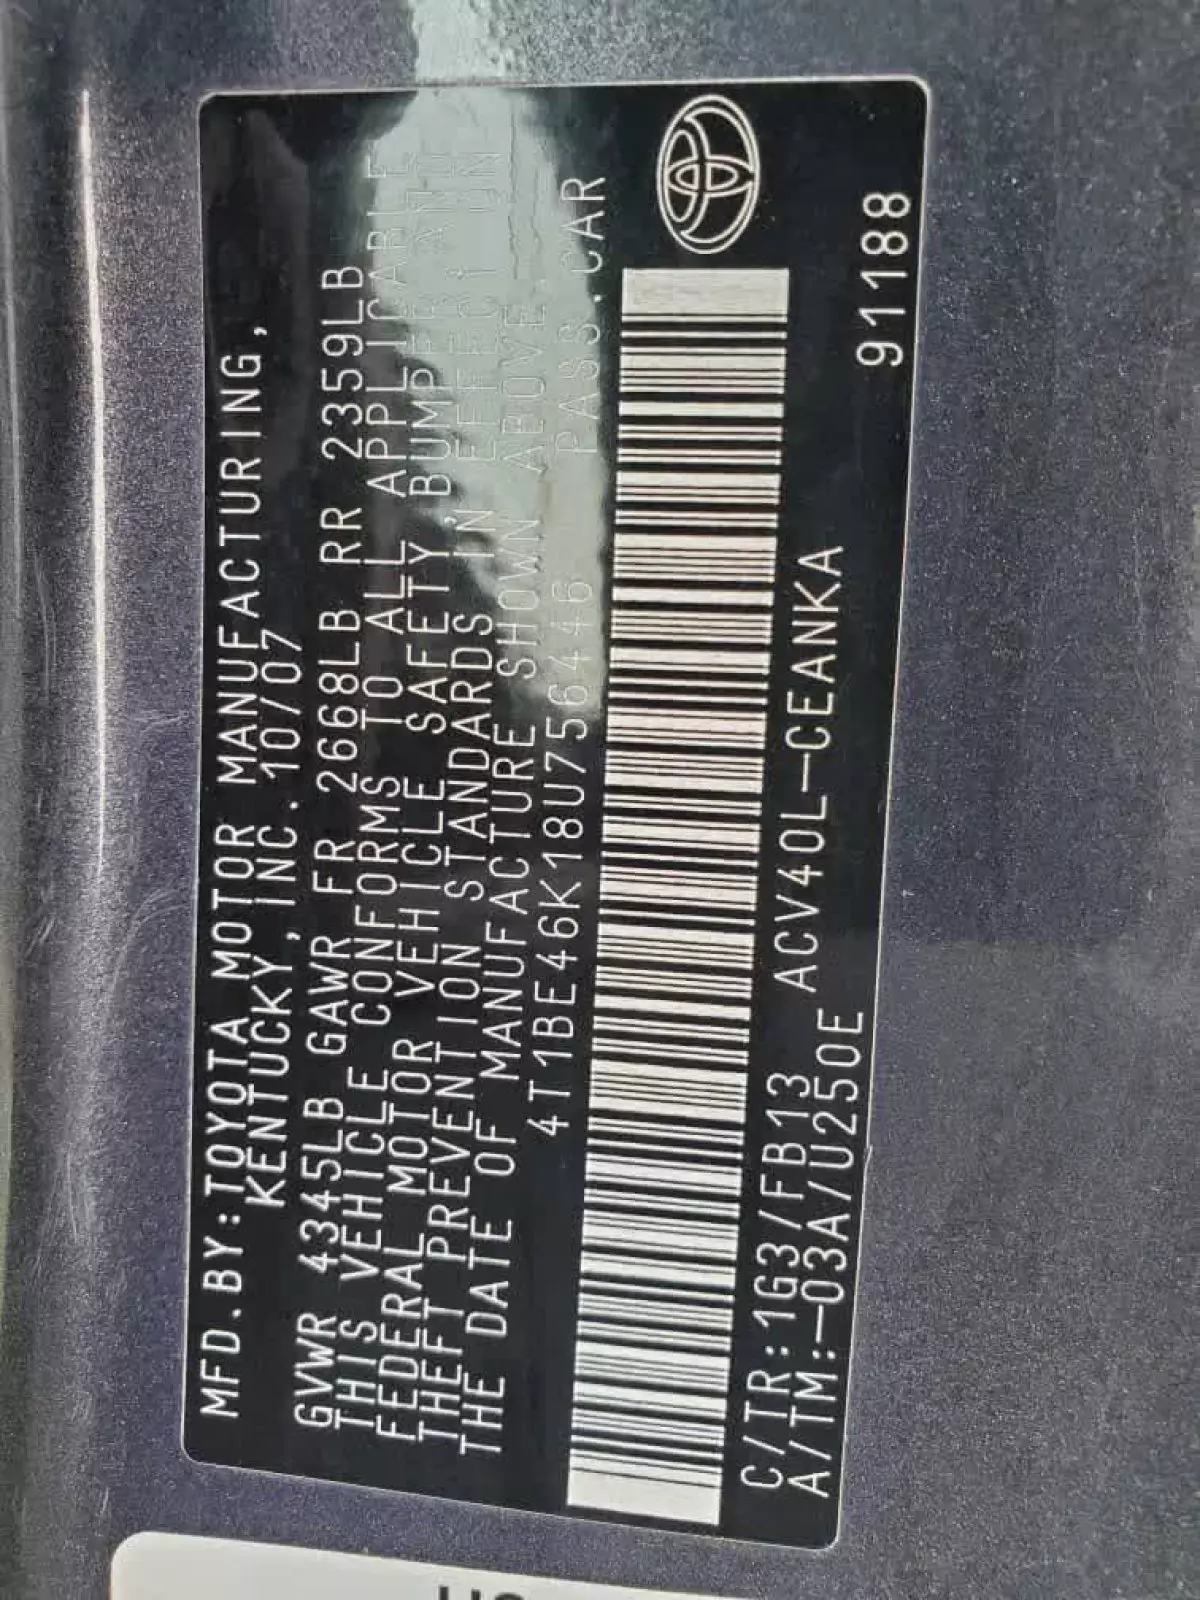 MFD.BY:TOYOTA MOTOR MANUFACTURING,
KENTUCKY, INC. 10/07
GVWR 4345LB GAWR FR 2668LB RR 2359LB
THIS VEHICLE CONFORMS TO ALL APPLICABLE
FEDERAL MOTOR VEHICLE SAFETY, BUMPER, AND
THEFT PREVENTION STANDARDS IN EFFECT ON
THE DATE OF MANUFACTURE SHOWN ABOVE.
4T1BE46K18U756446 PASS.CAR
C/TR:1G3/FB13 ACV40L-CEANKA
A/TM:-03A/U250E
91188